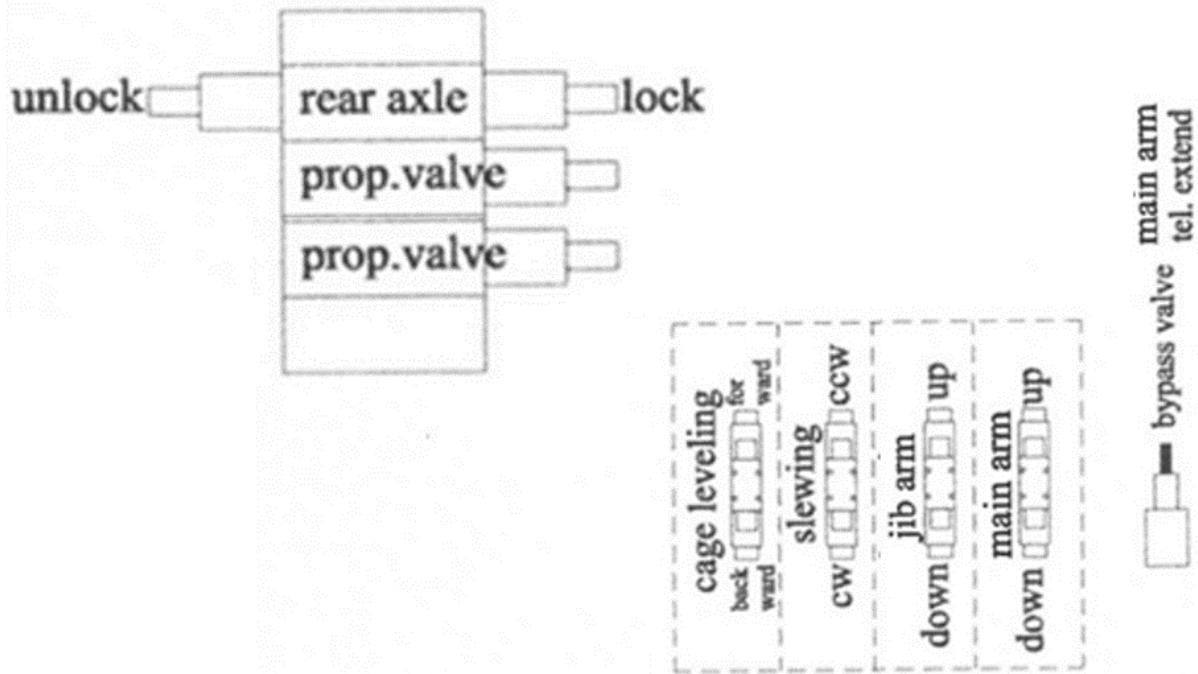 unlock
rear axle
lock
prop.valve
prop.valve
cage leveling
for
ward
back
ward
slewing
ccw
cw
jib arm
up
down
main arm
up
down
bypass valve
main arm
tel. extend